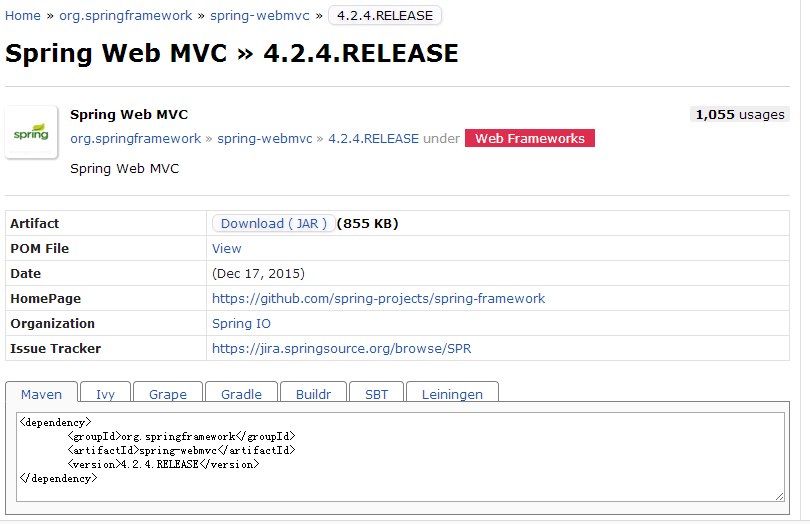 Home » org.springframework » spring-webmvc » 4.2.4.RELEASE
Spring Web MVC » 4.2.4.RELEASE
spring
Spring Web MVC
1,055 usages
org.springframework » spring-webmvc » 4.2.4.RELEASE under Web Frameworks
Spring Web MVC
Artifact Download ( JAR ) (855 KB)
POM File View
Date (Dec 17, 2015)
HomePage https://github.com/spring-projects/spring-framework
Organization Spring IO
Issue Tracker https://jira.springsource.org/browse/SPR
Maven Ivy Grape Gradle Buildr SBT Leiningen
<dependency>
<groupId>org.springframework</groupId>
<artifactId>spring-webmvc</artifactId>
<version>4.2.4.RELEASE</version>
</dependency>